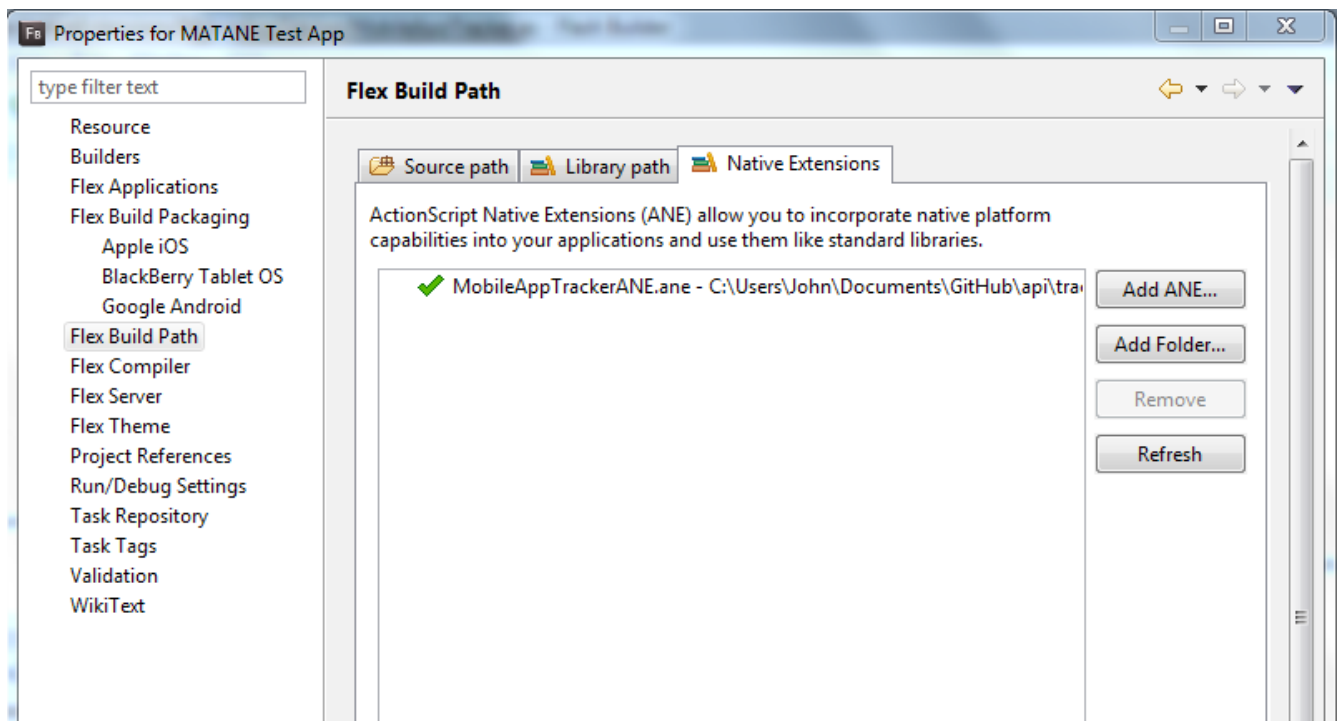 FB Properties for MATANE Test App
type filter text
Flex Build Path
Resource
Builders
Flex Applications
Flex Build Packaging
Apple iOS
BlackBerry Tablet OS
Google Android
Flex Build Path
Flex Compiler
Flex Server
Flex Theme
Project References
Run/Debug Settings
Task Repository
Task Tags
Validation
WikiText
Source path
Library path
Native Extensions
ActionScript Native Extensions (ANE) allow you to incorporate native platform
capabilities into your applications and use them like standard libraries.
MobileAppTrackerANE.ane - C:\Users\John\Documents\GitHub\api\tra
Add ANE...
Add Folder...
Remove
Refresh